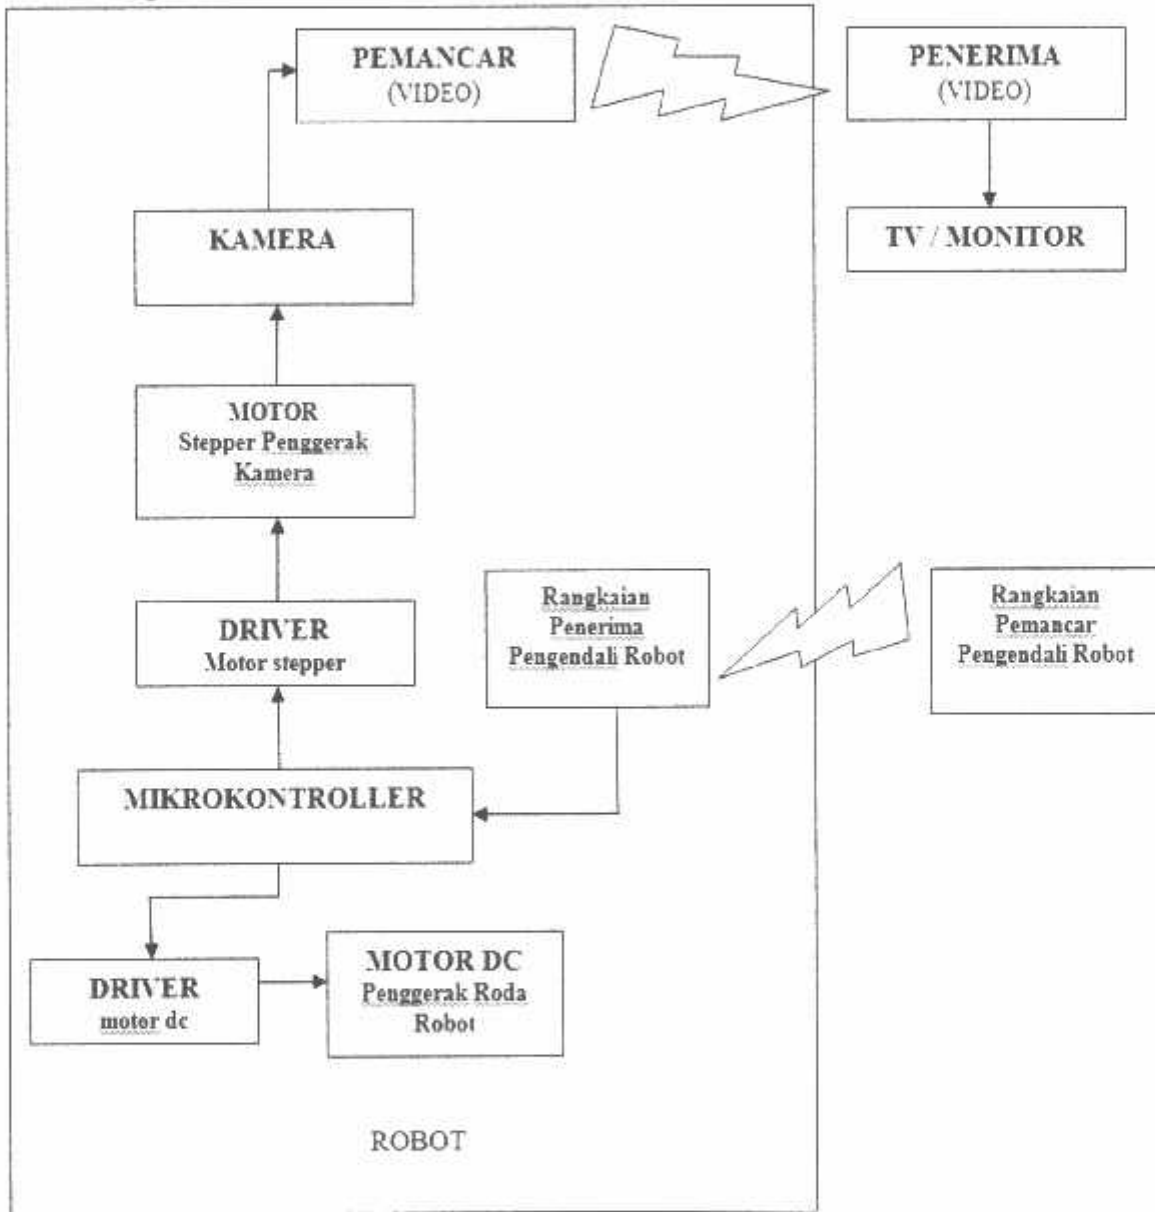 PEMANCAR
(VIDEO)
PENERIMA
(VIDEO)
KAMERA
TV / MONITOR
MOTOR
Stepper Penggerak
Kamera
DRIVER
Motor stepper
Rangkaian
Penerima
Pengendali Robot
Rangkaian
Pemancar
Pengendali Robot
MIKROKONTROLLER
DRIVER
motor dc
MOTOR DC
Penggerak Roda
Robot
ROBOT